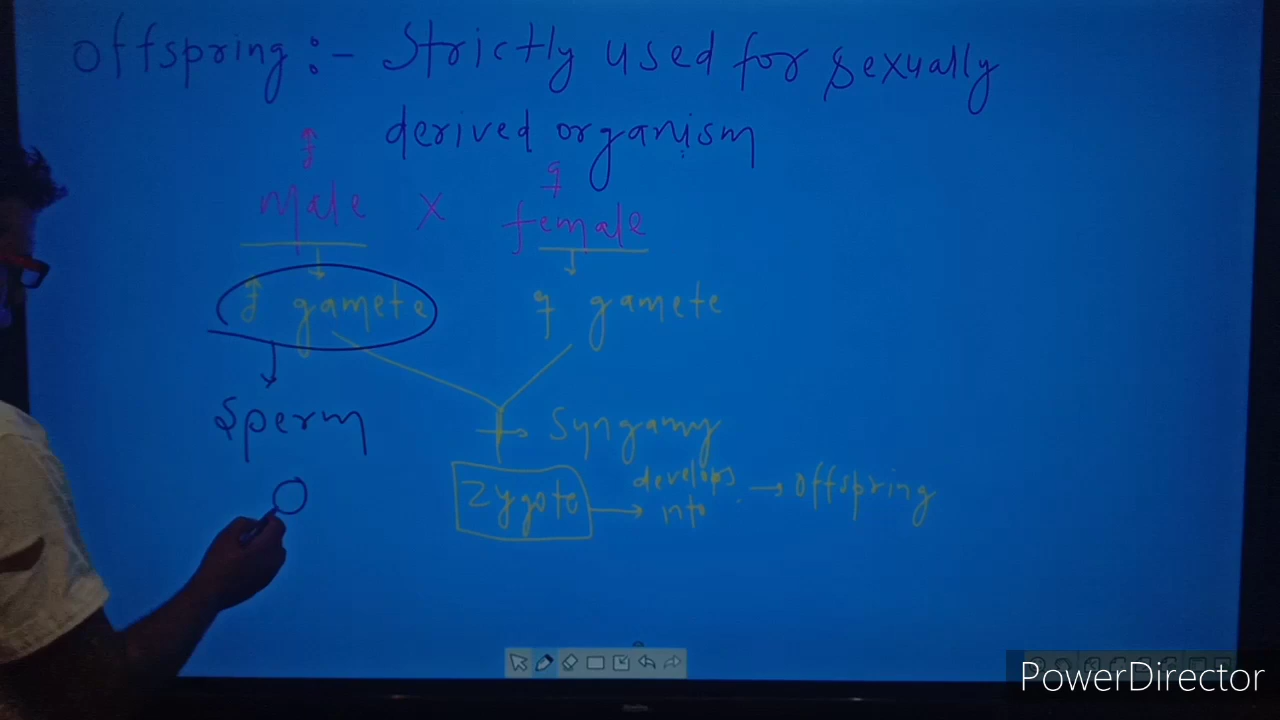 Offspring :- Strictly used for sexually
derived organism
male X female
gamete gamete
Sperm
Syngamy
Zygote
develops
into
offspring
PowerDirector